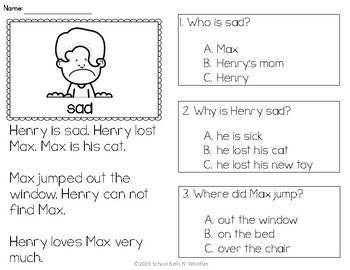 Name:
sad
Henry is sad. Henry lost
Max. Max is his cat.
Max jumped out the
window. Henry can not
find Max.
Henry loves Max very
much.
1. Who is sad?
A. Max
B. Henry's mom
C. Henry
2. Why is Henry sad?
A. he is sick
B. he lost his cat
C. he lost his new toy
3. Where did Max jump?
A. out the window
B. on the bed
C. over the chair
©2019 School Bells N' Whistles